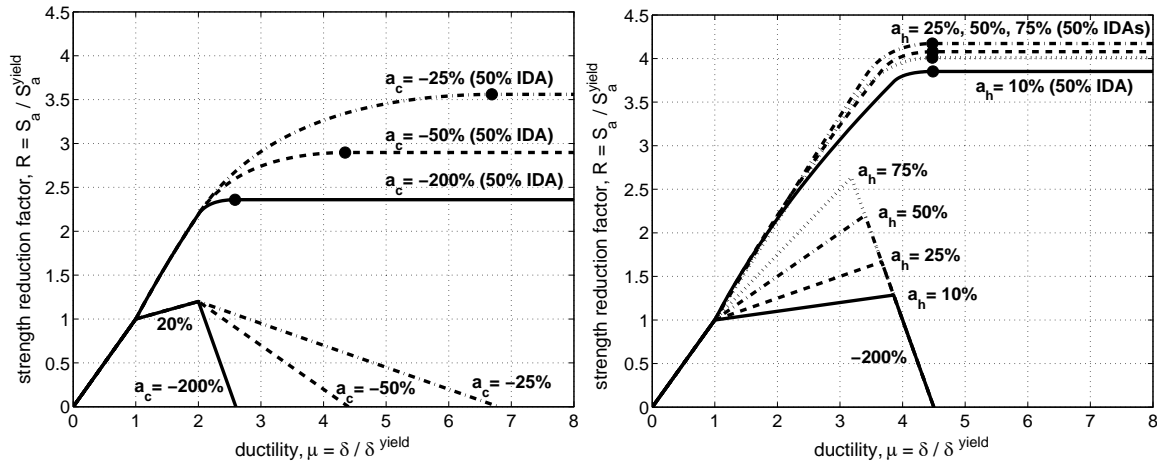 strength reduction factor, R = S_a / S_a^yield
4.5
4
3.5
3
2.5
2
1.5
1
0.5
0
a_c = −25% (50% IDA)
a_c = −50% (50% IDA)
a_c = −200% (50% IDA)
20%
a_c = −200%
a_c = −50%
a_c = −25%
0 1 2 3 4 5 6 7 8
ductility, μ = δ / δ^yield
strength reduction factor, R = S_a / S_a^yield
4.5
4
3.5
3
2.5
2
1.5
1
0.5
0
a_h = 25%, 50%, 75% (50% IDAs)
a_h = 10% (50% IDA)
a_h = 75%
a_h = 50%
a_h = 25%
a_h = 10%
−200%
0 1 2 3 4 5 6 7 8
ductility, μ = δ / δ^yield